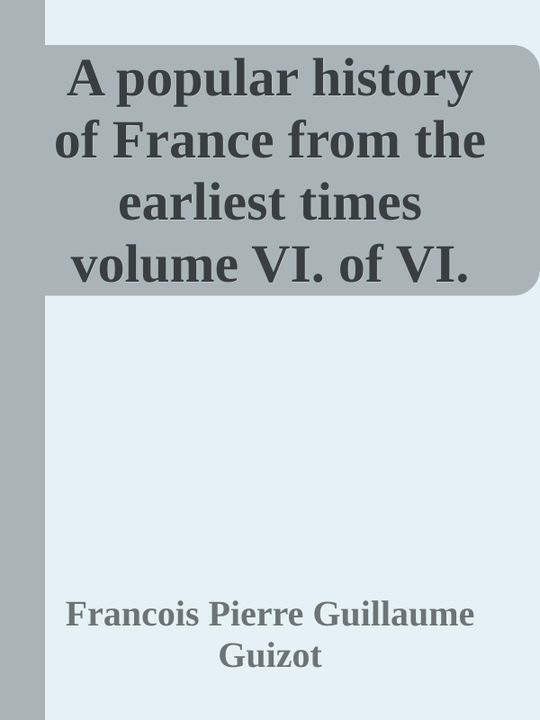 A popular history
of France from the
earliest times
volume VI. of VI.
Francois Pierre Guillaume
Guizot